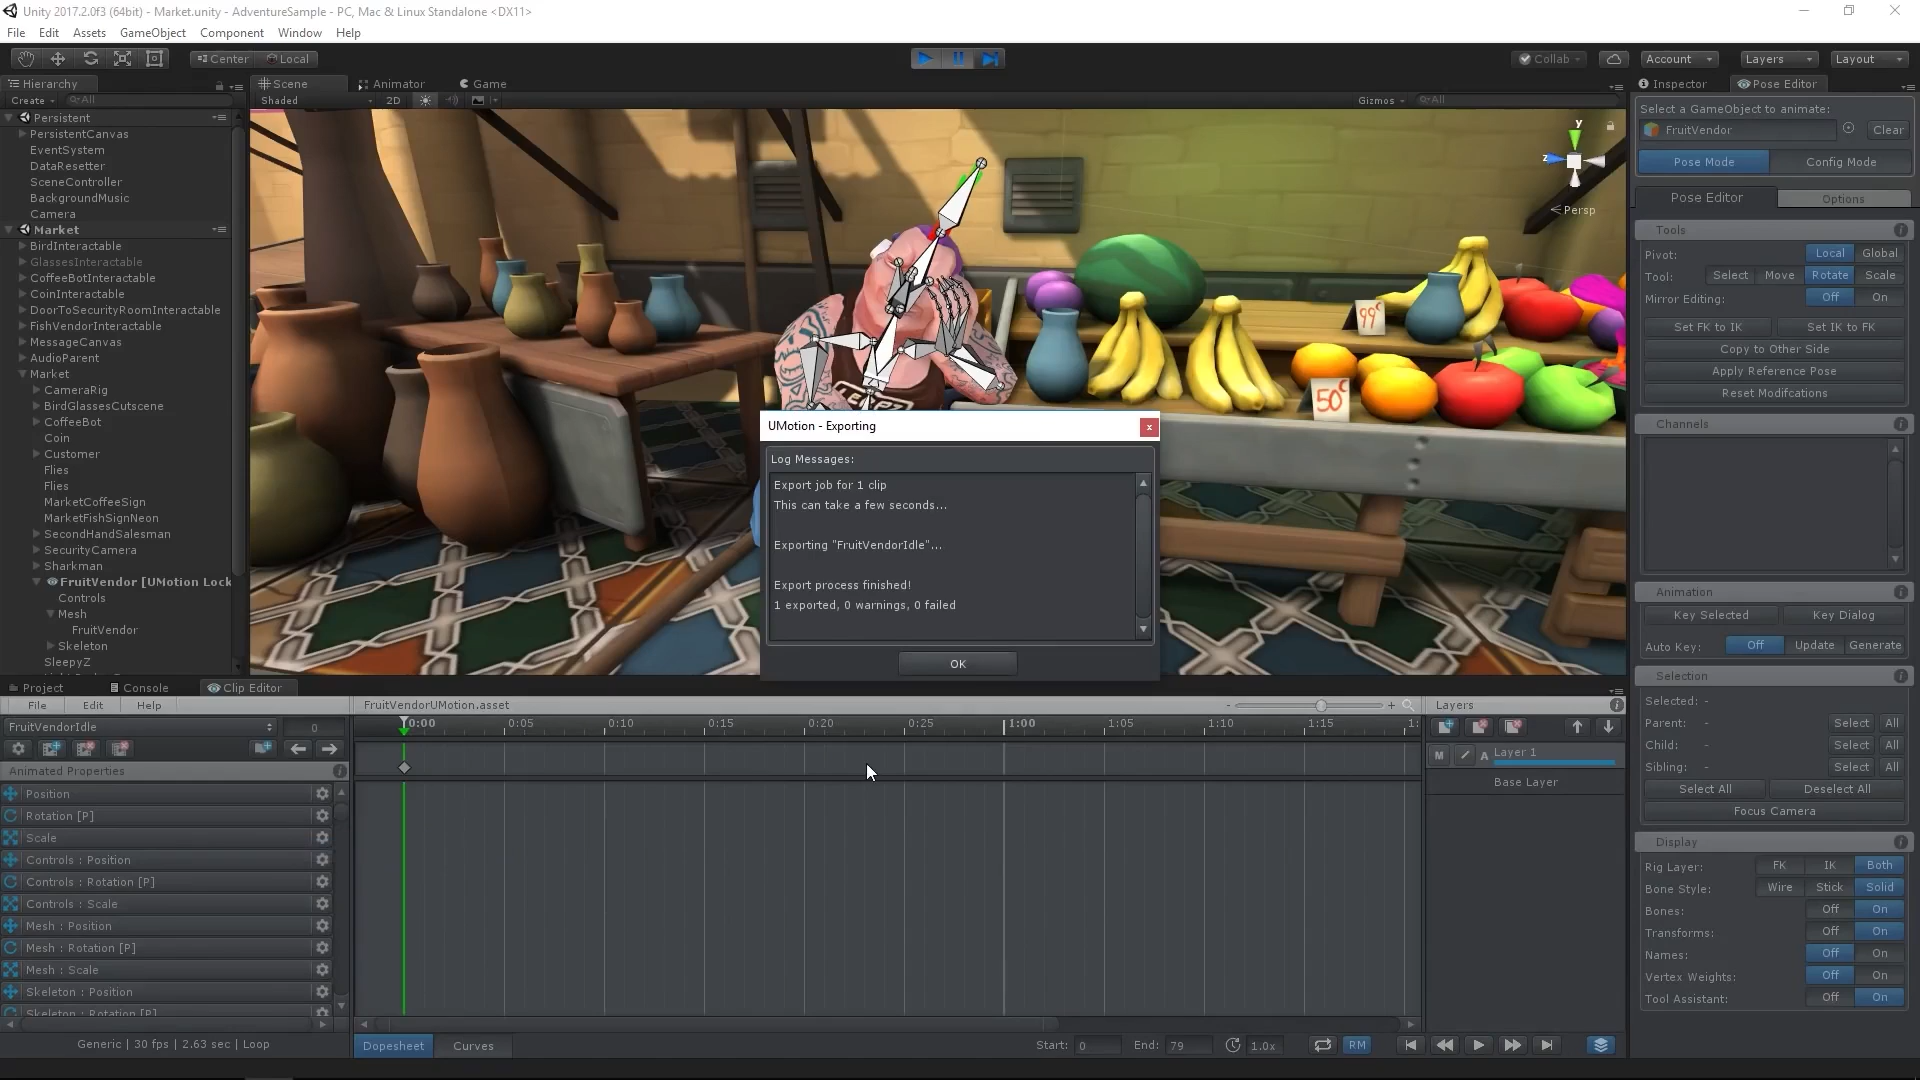 Unity 2017.2.0f3 (64bit) - Market.unity - AdventureSample - PC, Mac & Linux Standalone <DX11>
File Edit Assets GameObject Component Window Help
Center Local
Collab Account Layers Layout
Hierarchy
Create All
Persistent
PersistentCanvas
EventSystem
DataResetter
SceneController
BackgroundMusic
Camera
Market
BirdInteractable
GlassesInteractable
CoffeeBotInteractable
CoinInteractable
DoorToSecurityRoomInteractable
FishVendorInteractable
MessageCanvas
AudioParent
Market
CameraRig
BirdGlassesCutscene
CoffeeBot
Coin
Customer
Flies
Flies
MarketCoffeeSign
MarketFishSignNeon
SecondHandSalesman
SecurityCamera
Sharkman
FruitVendor [UMotion Lock
Controls
Mesh
FruitVendor
Skeleton
SleepyZ
Scene Animator Game
Shaded 2D Gizmos All
y
z
Persp
99¢
50¢
UMotion - Exporting
x
Log Messages:
Export job for 1 clip
This can take a few seconds...
Exporting "FruitVendorIdle"...
Export process finished!
1 exported, 0 warnings, 0 failed
OK
Inspector Pose Editor
Select a GameObject to animate:
FruitVendor Clear
Pose Mode Config Mode
Pose Editor Options
Tools
Pivot: Local Global
Tool: Select Move Rotate Scale
Mirror Editing: Off On
Set FK to IK Set IK to FK
Copy to Other Side
Apply Reference Pose
Reset Modifcations
Channels
Animation
Key Selected Key Dialog
Auto Key: Off Update Generate
Selection
Selected: -
Parent: - Select All
Child: - Select All
Sibling: - Select All
Select All Deselect All
Focus Camera
Display
Rig Layer: FK IK Both
Bone Style: Wire Stick Solid
Bones: Off On
Transforms: Off On
Names: Off On
Vertex Weights: Off On
Tool Assistant: Off On
Project Console Clip Editor
File Edit Help
FruitVendorUMotion.asset
- +
FruitVendorIdle 0
0:00 0:05 0:10 0:15 0:20 0:25 1:00 1:05 1:10 1:15 1:
Animated Properties
Position
Rotation [P]
Scale
Controls : Position
Controls : Rotation [P]
Controls : Scale
Mesh : Position
Mesh : Rotation [P]
Mesh : Scale
Skeleton : Position
Skeleton : Rotation [P]
Generic | 30 fps | 2.63 sec | Loop
Dopesheet Curves
Start: 0 End: 79 1.0x RM
Layers
M A Layer 1
Base Layer